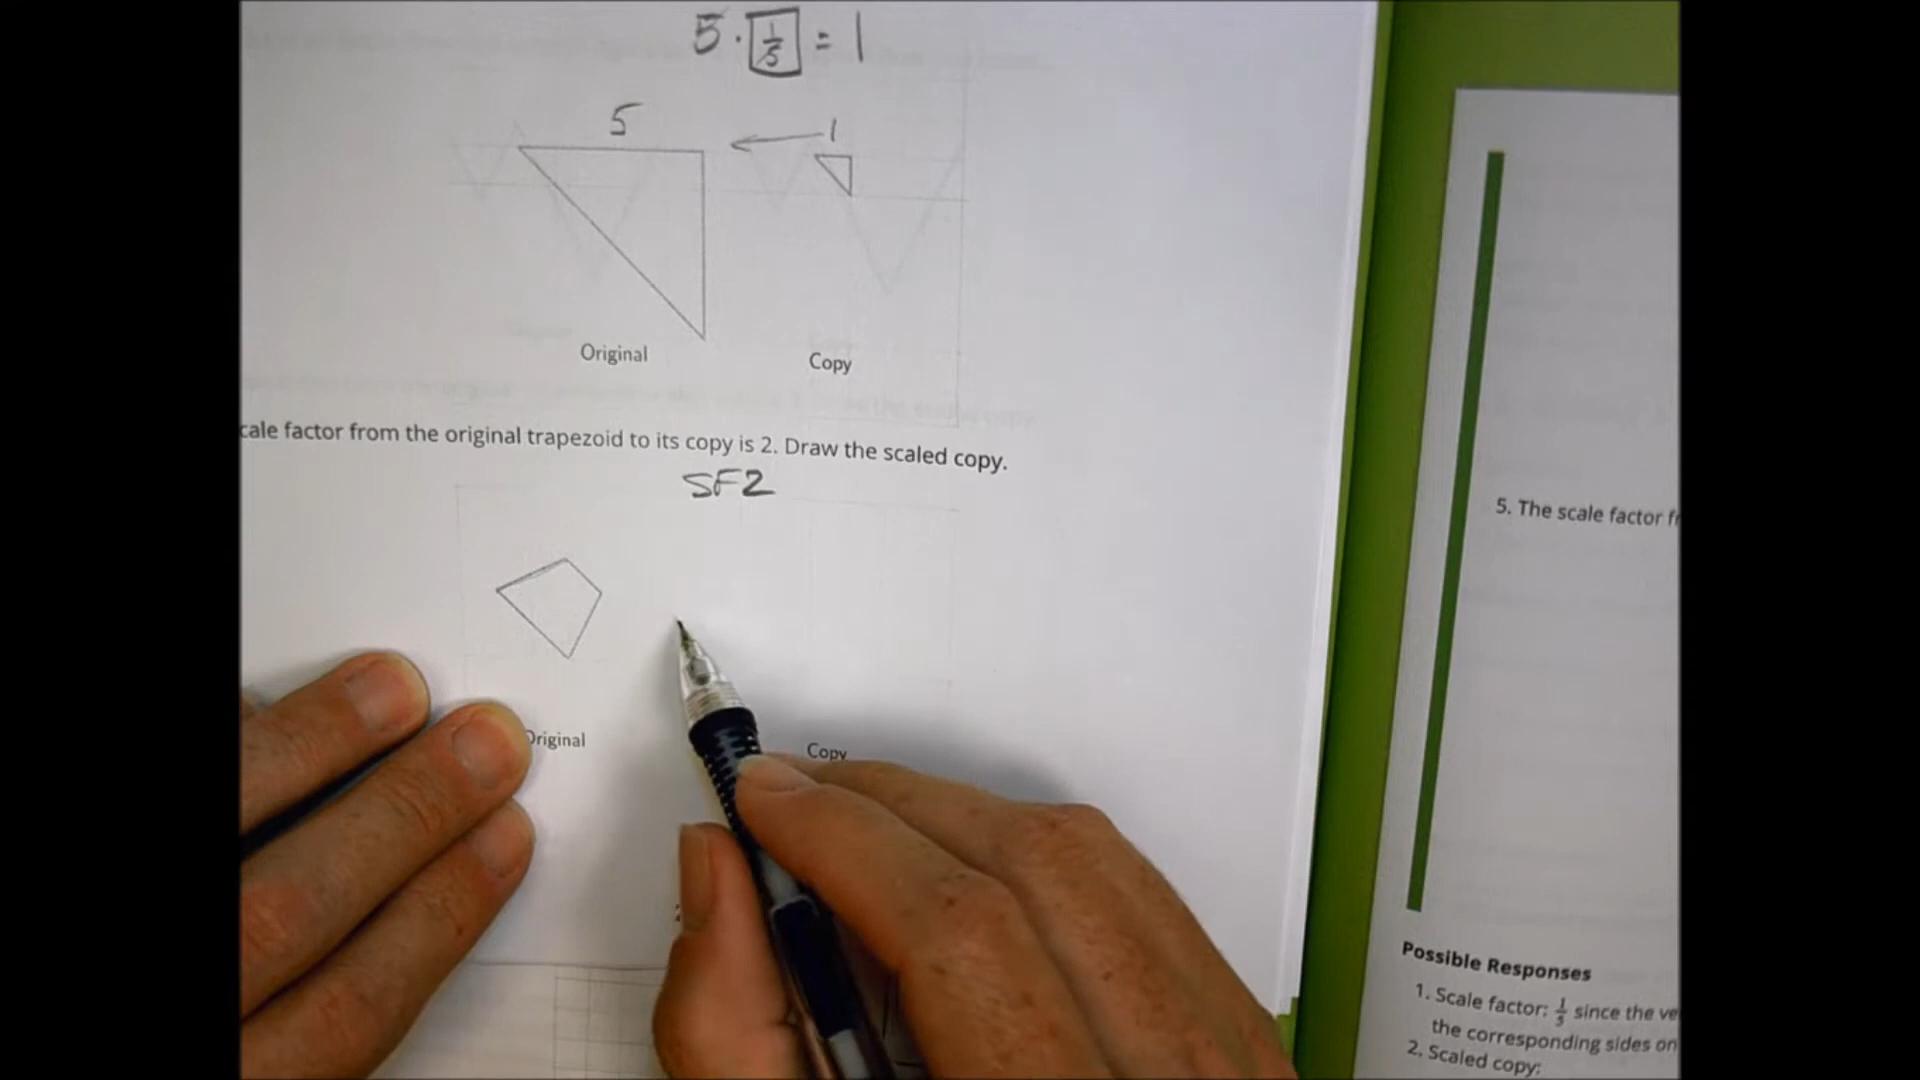 5 · 1/5 = 1
5
1
Original
Copy
cale factor from the original trapezoid to its copy is 2. Draw the scaled copy.
SF2
Original
Copy
5. The scale factor f
Possible Responses
1. Scale factor: 1/5 since the ve
the corresponding sides on
2. Scaled copy: